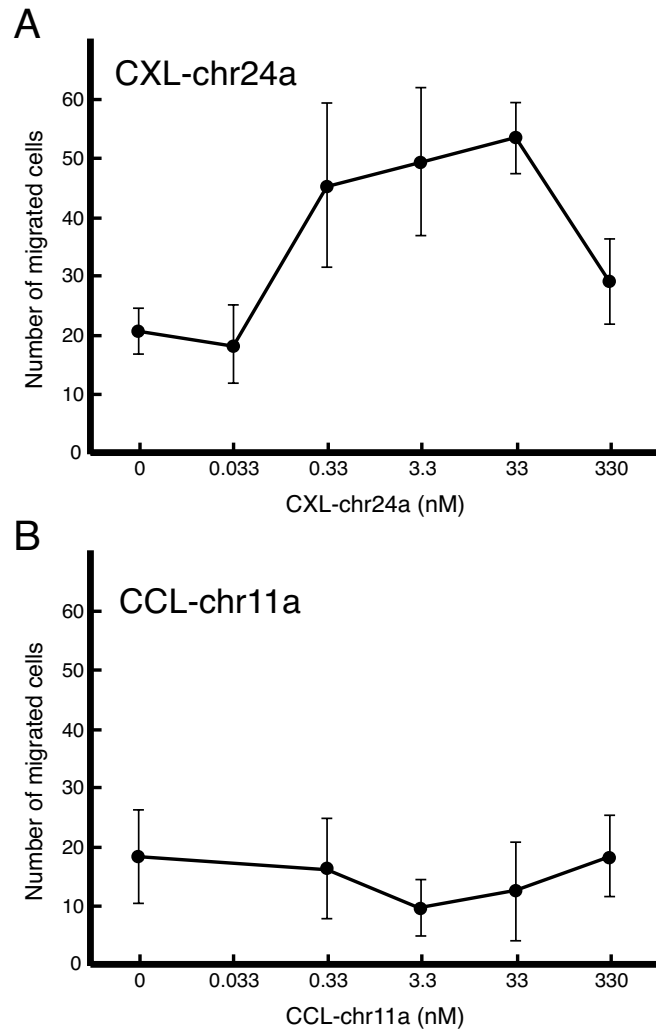 A
CXL-chr24a
Number of migrated cells
60
50
40
30
20
10
0
0 0.033 0.33 3.3 33 330
CXL-chr24a (nM)
B
CCL-chr11a
Number of migrated cells
60
50
40
30
20
10
0
0 0.033 0.33 3.3 33 330
CCL-chr11a (nM)